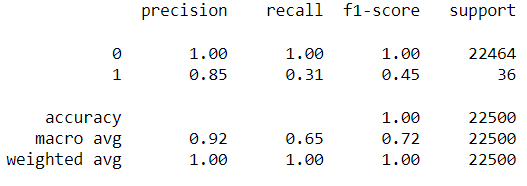 precision recall f1-score support
0 1.00 1.00 1.00 22464
1 0.85 0.31 0.45 36
accuracy 1.00 22500
macro avg 0.92 0.65 0.72 22500
weighted avg 1.00 1.00 1.00 22500